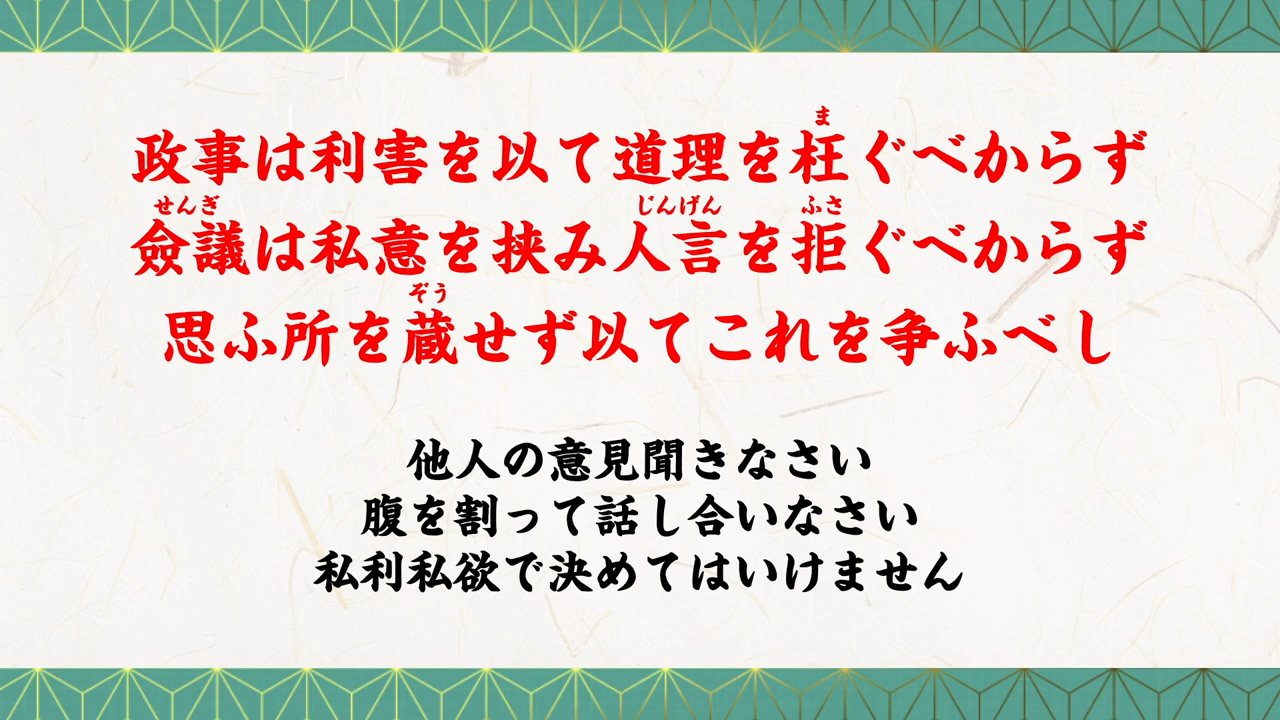 政事は利害を以て道理を枉ぐべからず
僉議は私意を挟み人言を拒ぐべからず
思ふ所を蔵せず以てこれを争ふべし
他人の意見聞きなさい
腹を割って話し合いなさい
私利私欲で決めてはいけません